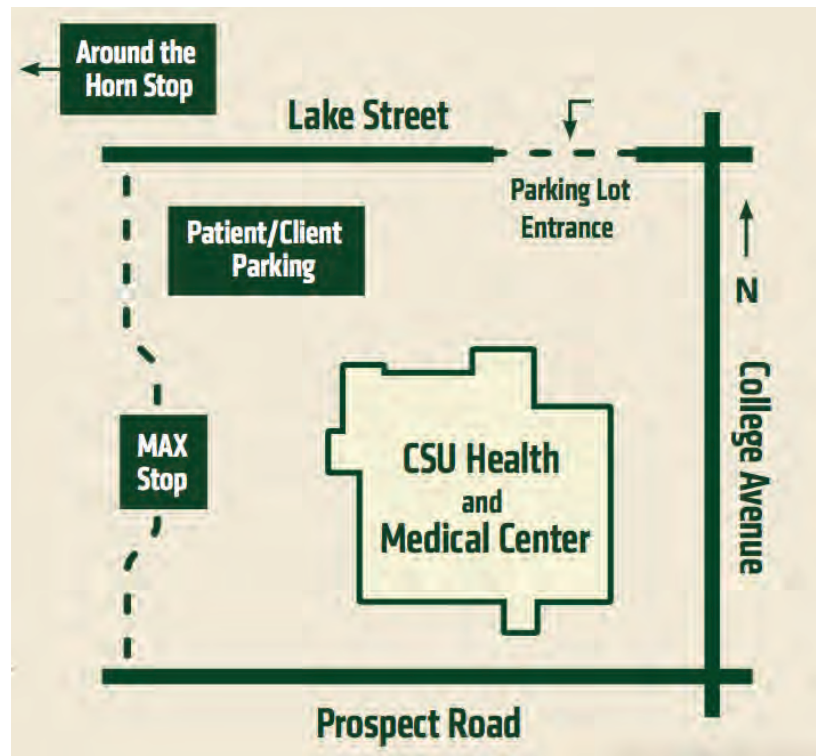 Around the
Horn Stop
Lake Street
Parking Lot
Entrance
Patient/Client
Parking
N
College Avenue
MAX
Stop
CSU Health
and
Medical Center
Prospect Road